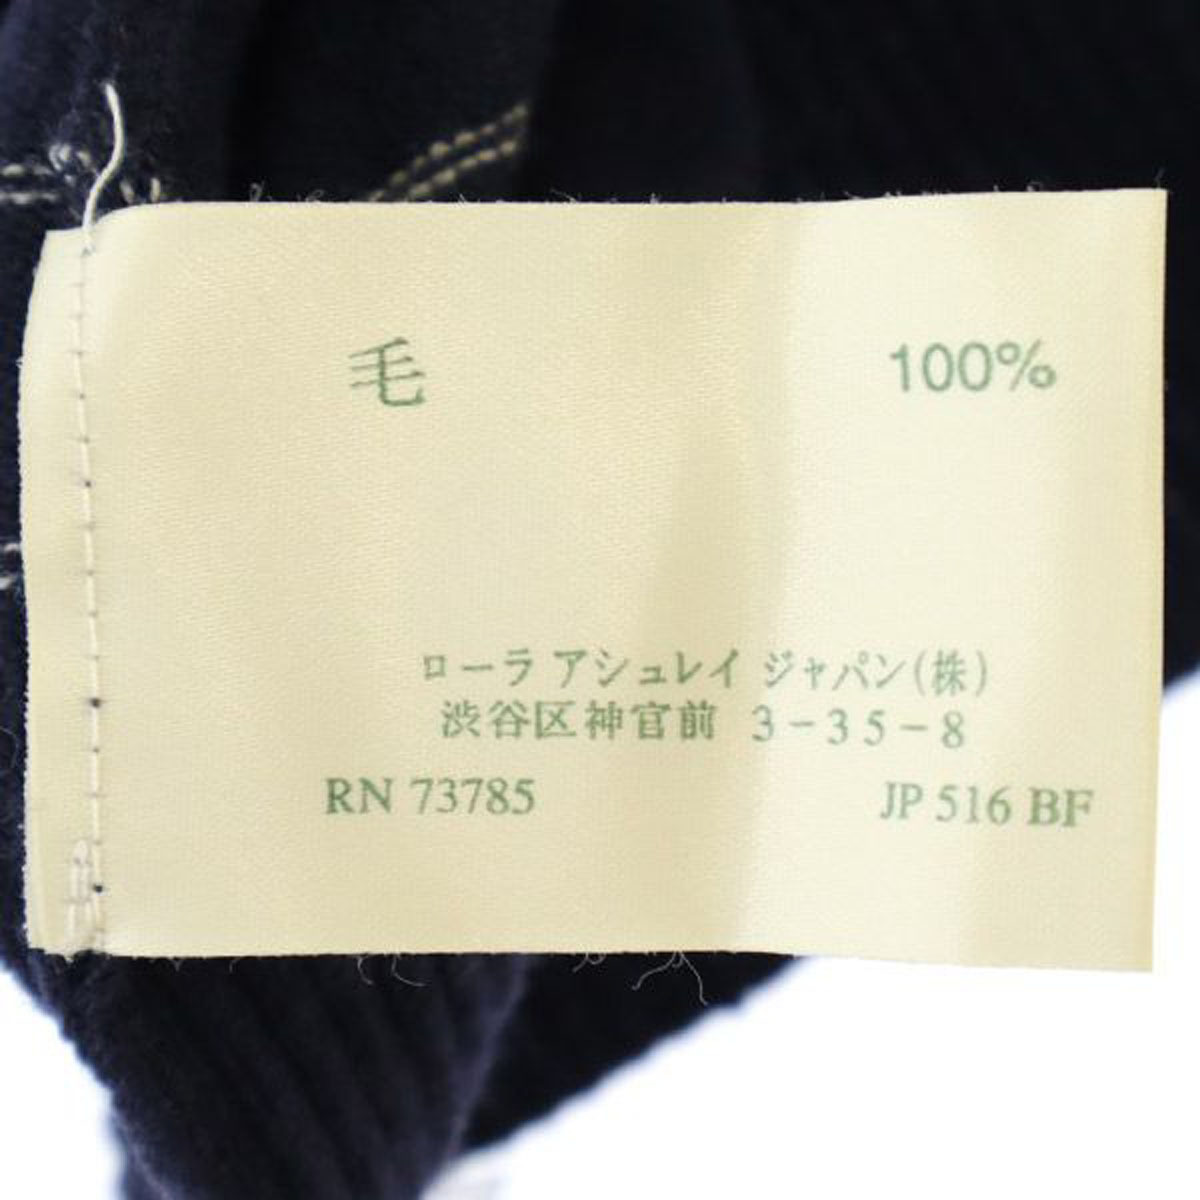 毛 100%
ローラ アシュレイ ジャパン(株)
渋谷区神宮前 3-35-8
RN 73785 JP 516 BF